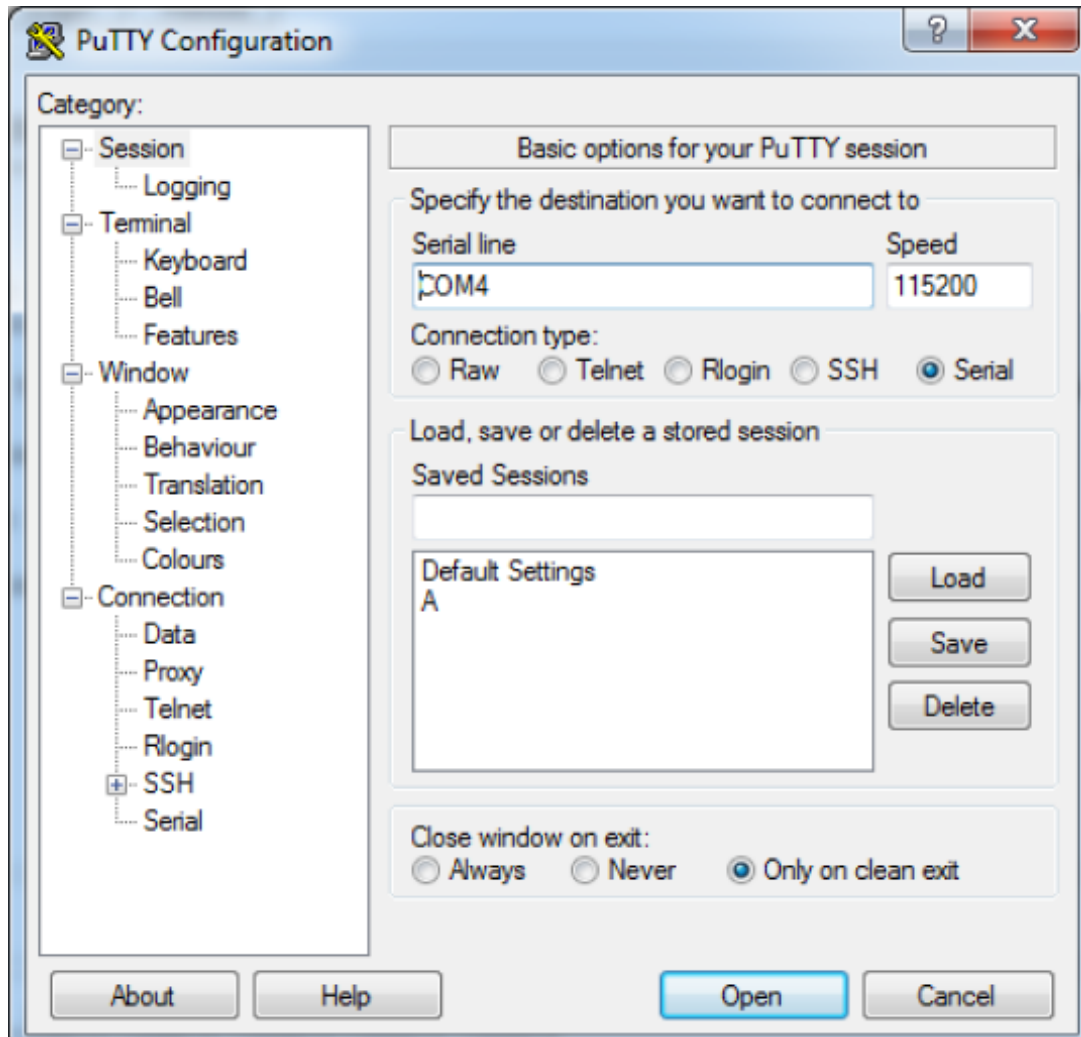 PuTTY Configuration
Category:
Session
Logging
Terminal
Keyboard
Bell
Features
Window
Appearance
Behaviour
Translation
Selection
Colours
Connection
Data
Proxy
Telnet
Rlogin
SSH
Serial
Basic options for your PuTTY session
Specify the destination you want to connect to
Serial line Speed
COM4 115200
Connection type:
Raw Telnet Rlogin SSH Serial
Load, save or delete a stored session
Saved Sessions
Default Settings
A
Load
Save
Delete
Close window on exit:
Always Never Only on clean exit
About Help Open Cancel